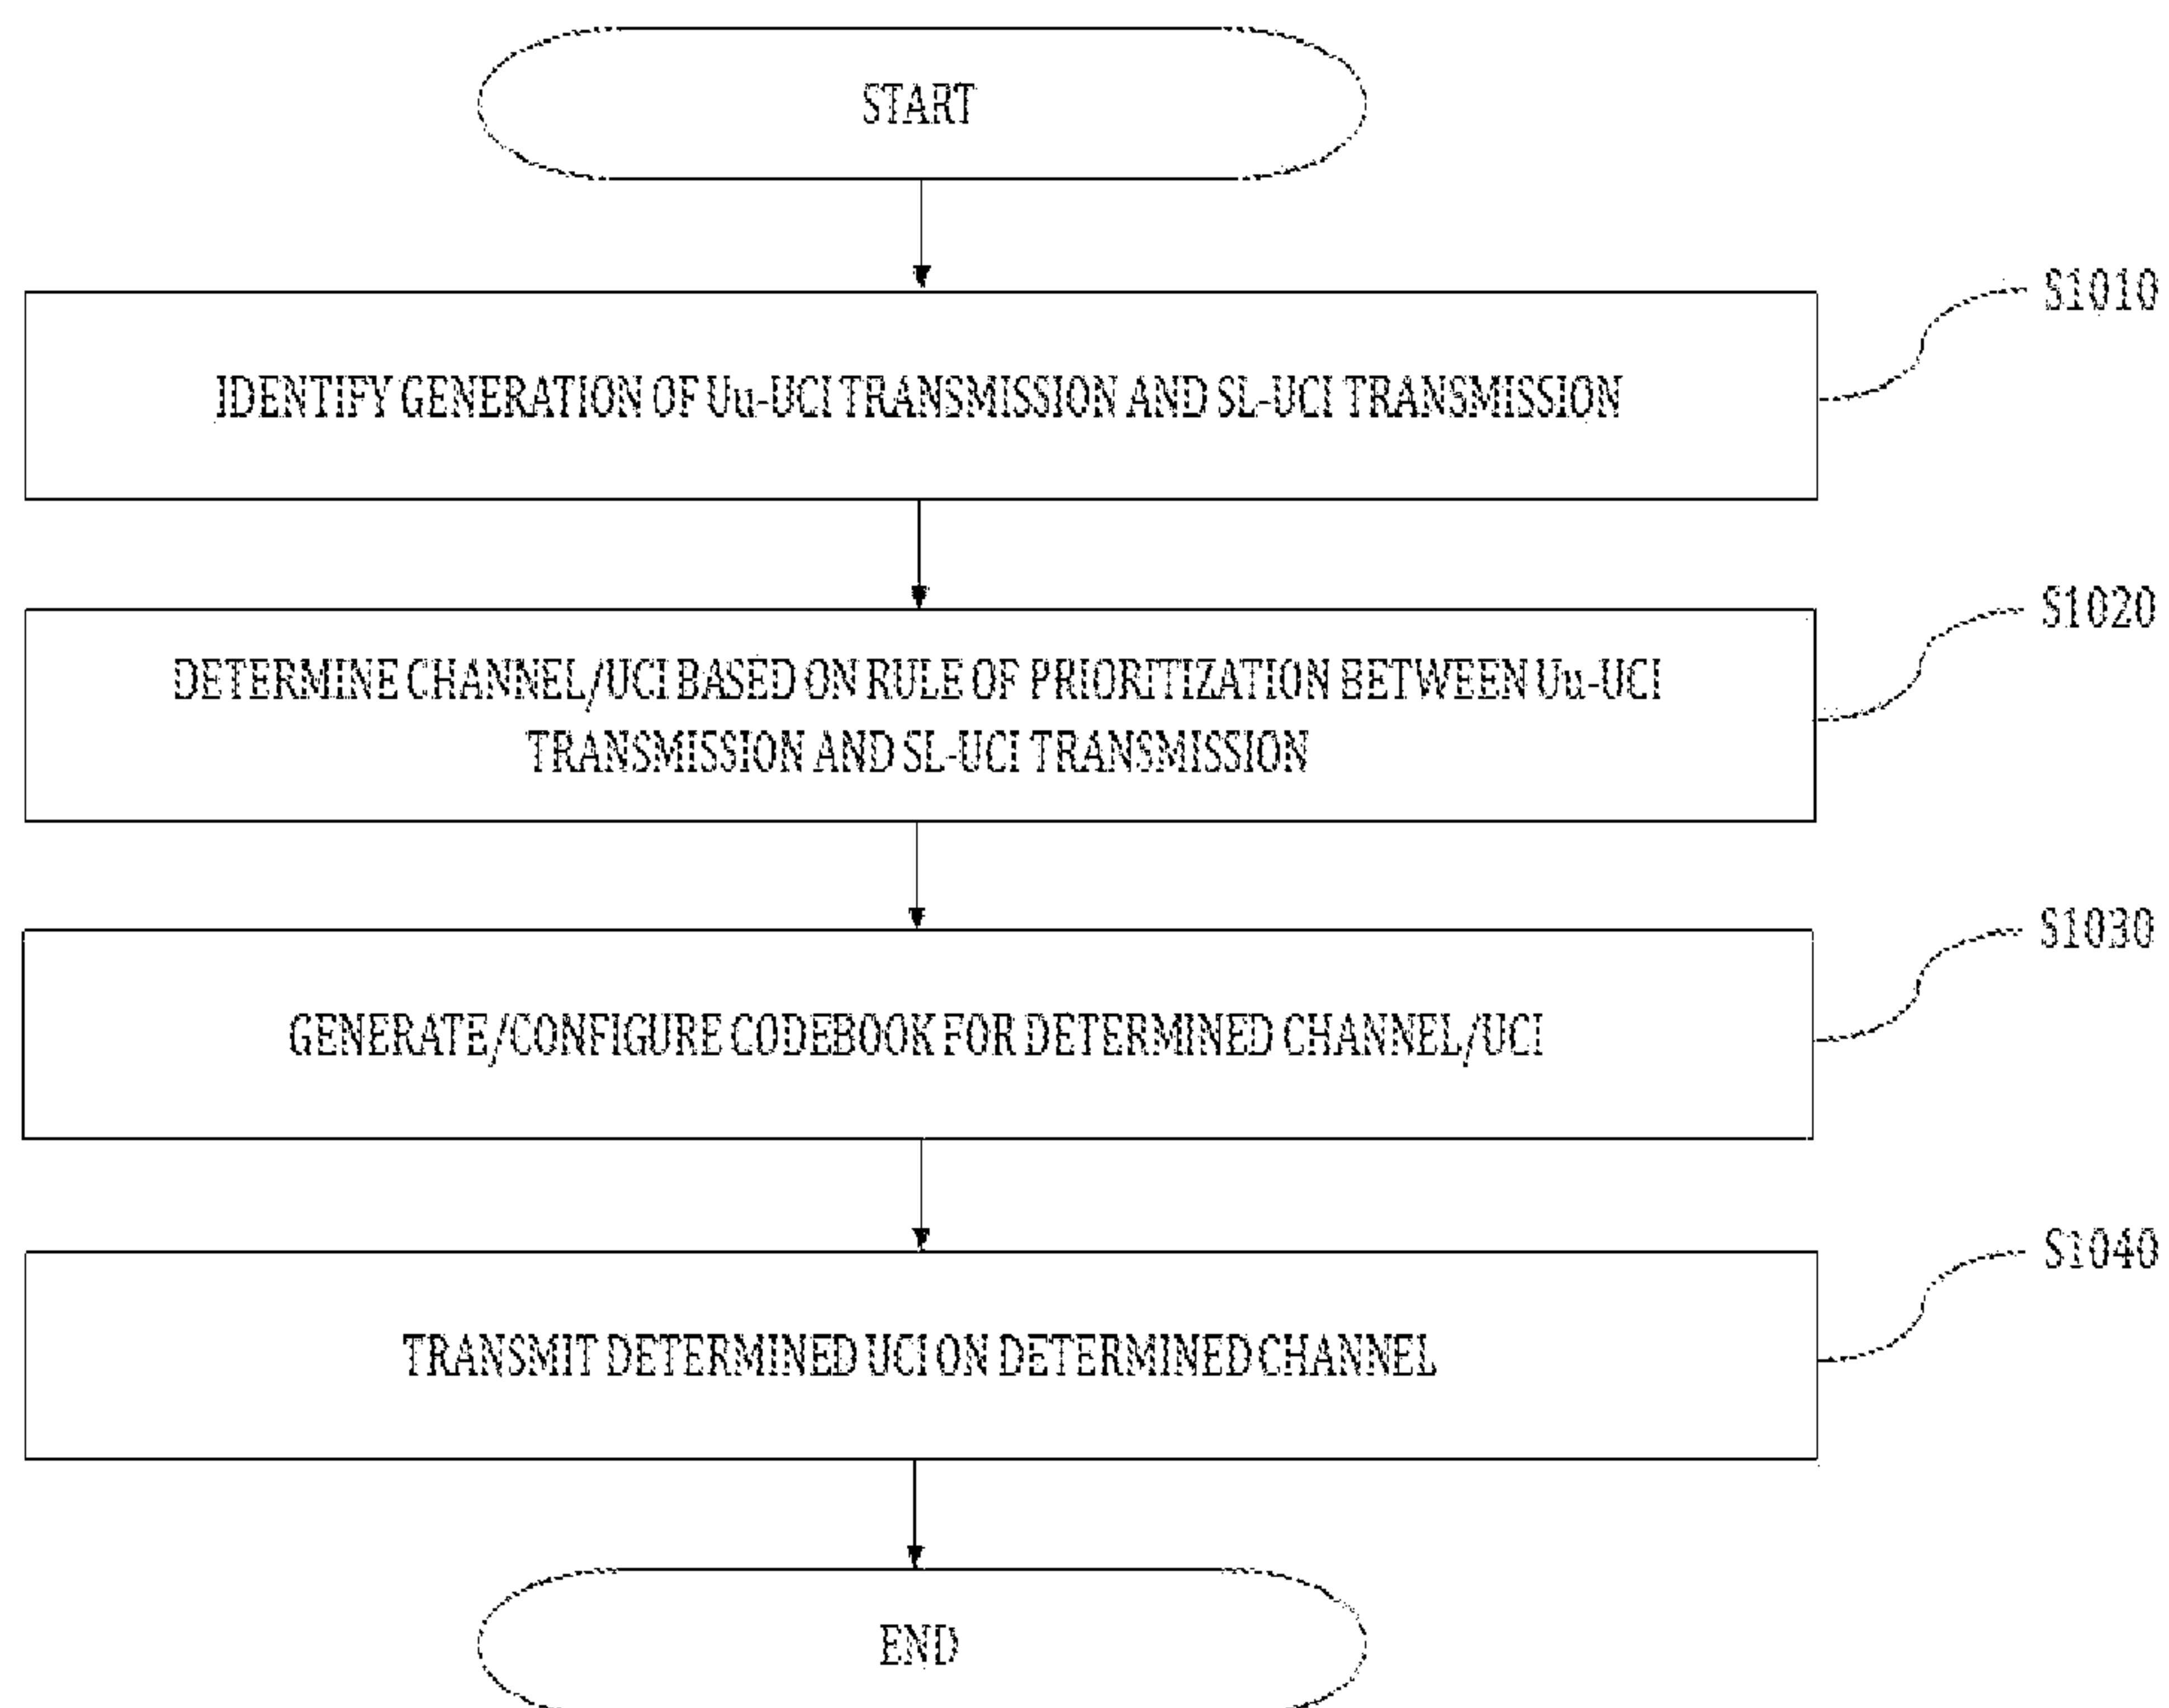 START
S1010
IDENTIFY GENERATION OF Uu-UCI TRANSMISSION AND SL-UCI TRANSMISSION
S1020
DETERMINE CHANNEL/UCI BASED ON RULE OF PRIORITIZATION BETWEEN Uu-UCI
TRANSMISSION AND SL-UCI TRANSMISSION
S1030
GENERATE/CONFIGURE CODEBOOK FOR DETERMINED CHANNEL/UCI
S1040
TRANSMIT DETERMINED UCI ON DETERMINED CHANNEL
END